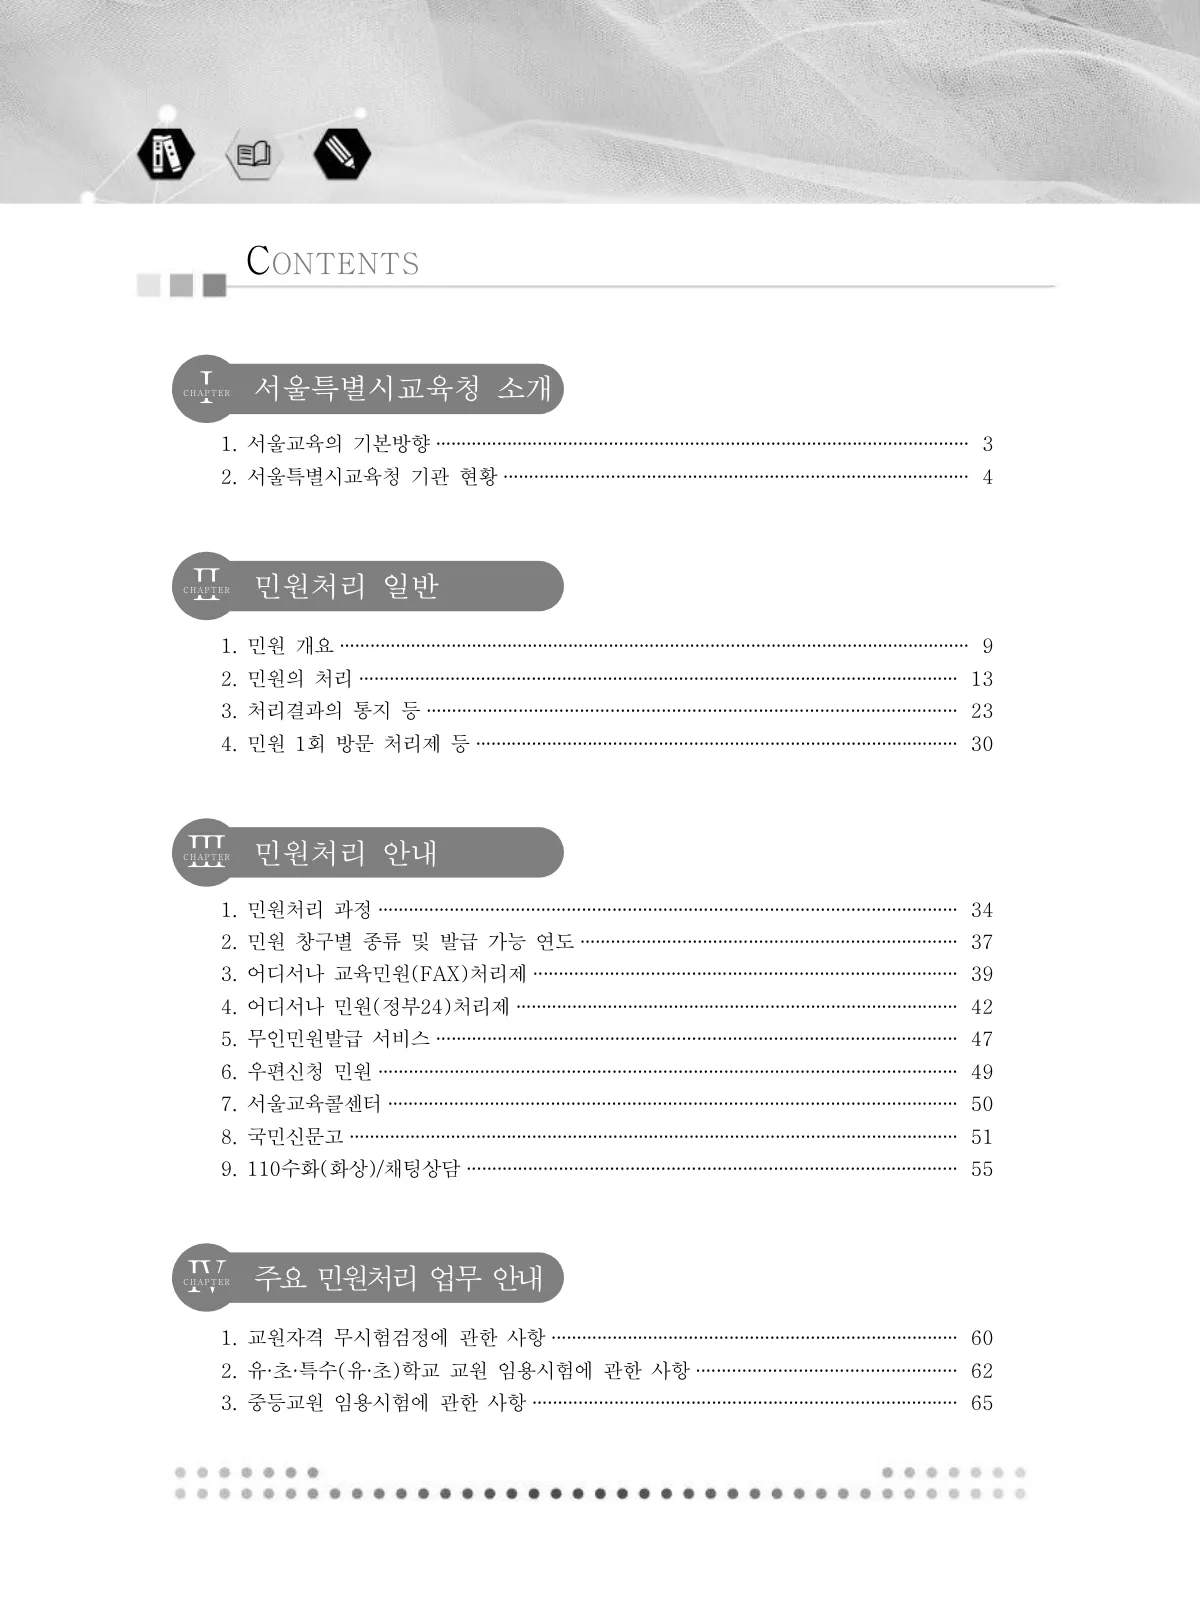 CONTENTS
I
CHAPTER
서울특별시교육청 소개
1. 서울교육의 기본방향 3
2. 서울특별시교육청 기관 현황 4
II
CHAPTER
민원처리 일반
1. 민원 개요 9
2. 민원의 처리 13
3. 처리결과의 통지 등 23
4. 민원 1회 방문 처리제 등 30
III
CHAPTER
민원처리 안내
1. 민원처리 과정 34
2. 민원 창구별 종류 및 발급 가능 연도 37
3. 어디서나 교육민원(FAX)처리제 39
4. 어디서나 민원(정부24)처리제 42
5. 무인민원발급 서비스 47
6. 우편신청 민원 49
7. 서울교육콜센터 50
8. 국민신문고 51
9. 110수화(화상)/채팅상담 55
IV
CHAPTER
주요 민원처리 업무 안내
1. 교원자격 무시험검정에 관한 사항 60
2. 유·초·특수(유·초)학교 교원 임용시험에 관한 사항 62
3. 중등교원 임용시험에 관한 사항 65